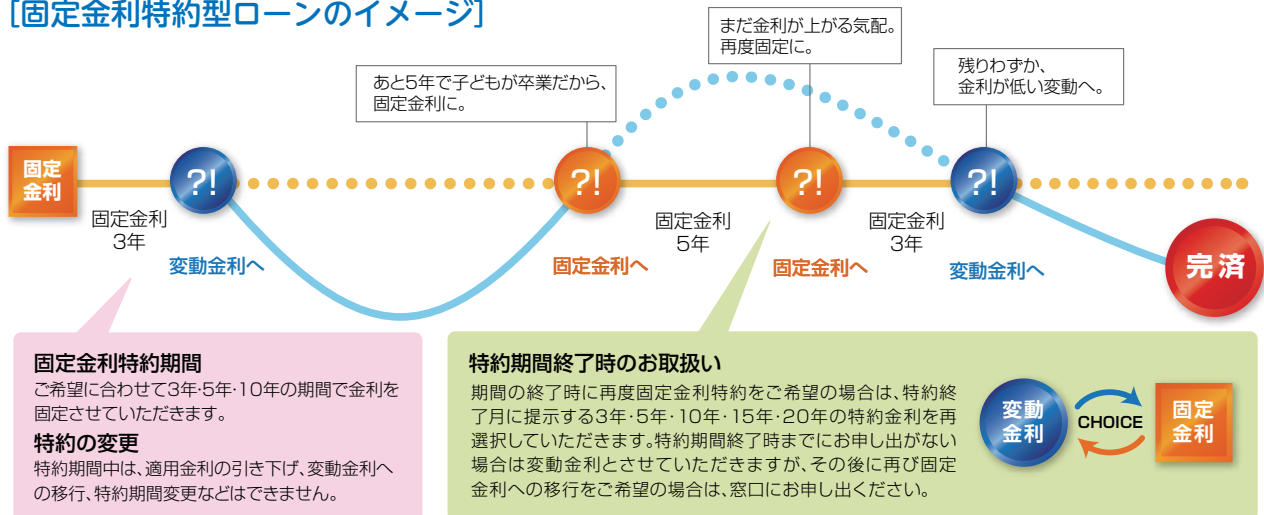 [固定金利特約型ローンのイメージ]
まだ金利が上がる気配。
再度固定に。
あと5年で子どもが卒業だから、
固定金利に。
残りわずか、
金利が低い変動へ。
固定
金利
?!
?!
?!
?!
固定金利
3年
変動金利へ
固定金利へ
固定金利
5年
固定金利へ
固定金利
3年
変動金利へ
完済
固定金利特約期間
ご希望に合わせて3年・5年・10年の期間で金利を
固定させていただきます。
特約の変更
特約期間中は、適用金利の引き下げ、変動金利へ
の移行、特約期間変更などはできません。
特約期間終了時のお取扱い
期間の終了時に再度固定金利特約をご希望の場合は、特約終
了月に提示する3年・5年・10年・15年・20年の特約金利を再
選択していただきます。特約期間終了時までにお申し出がない
場合は変動金利とさせていただきますが、その後に再び固定
金利への移行をご希望の場合は、窓口にお申し出ください。
変動
金利
CHOICE
固定
金利